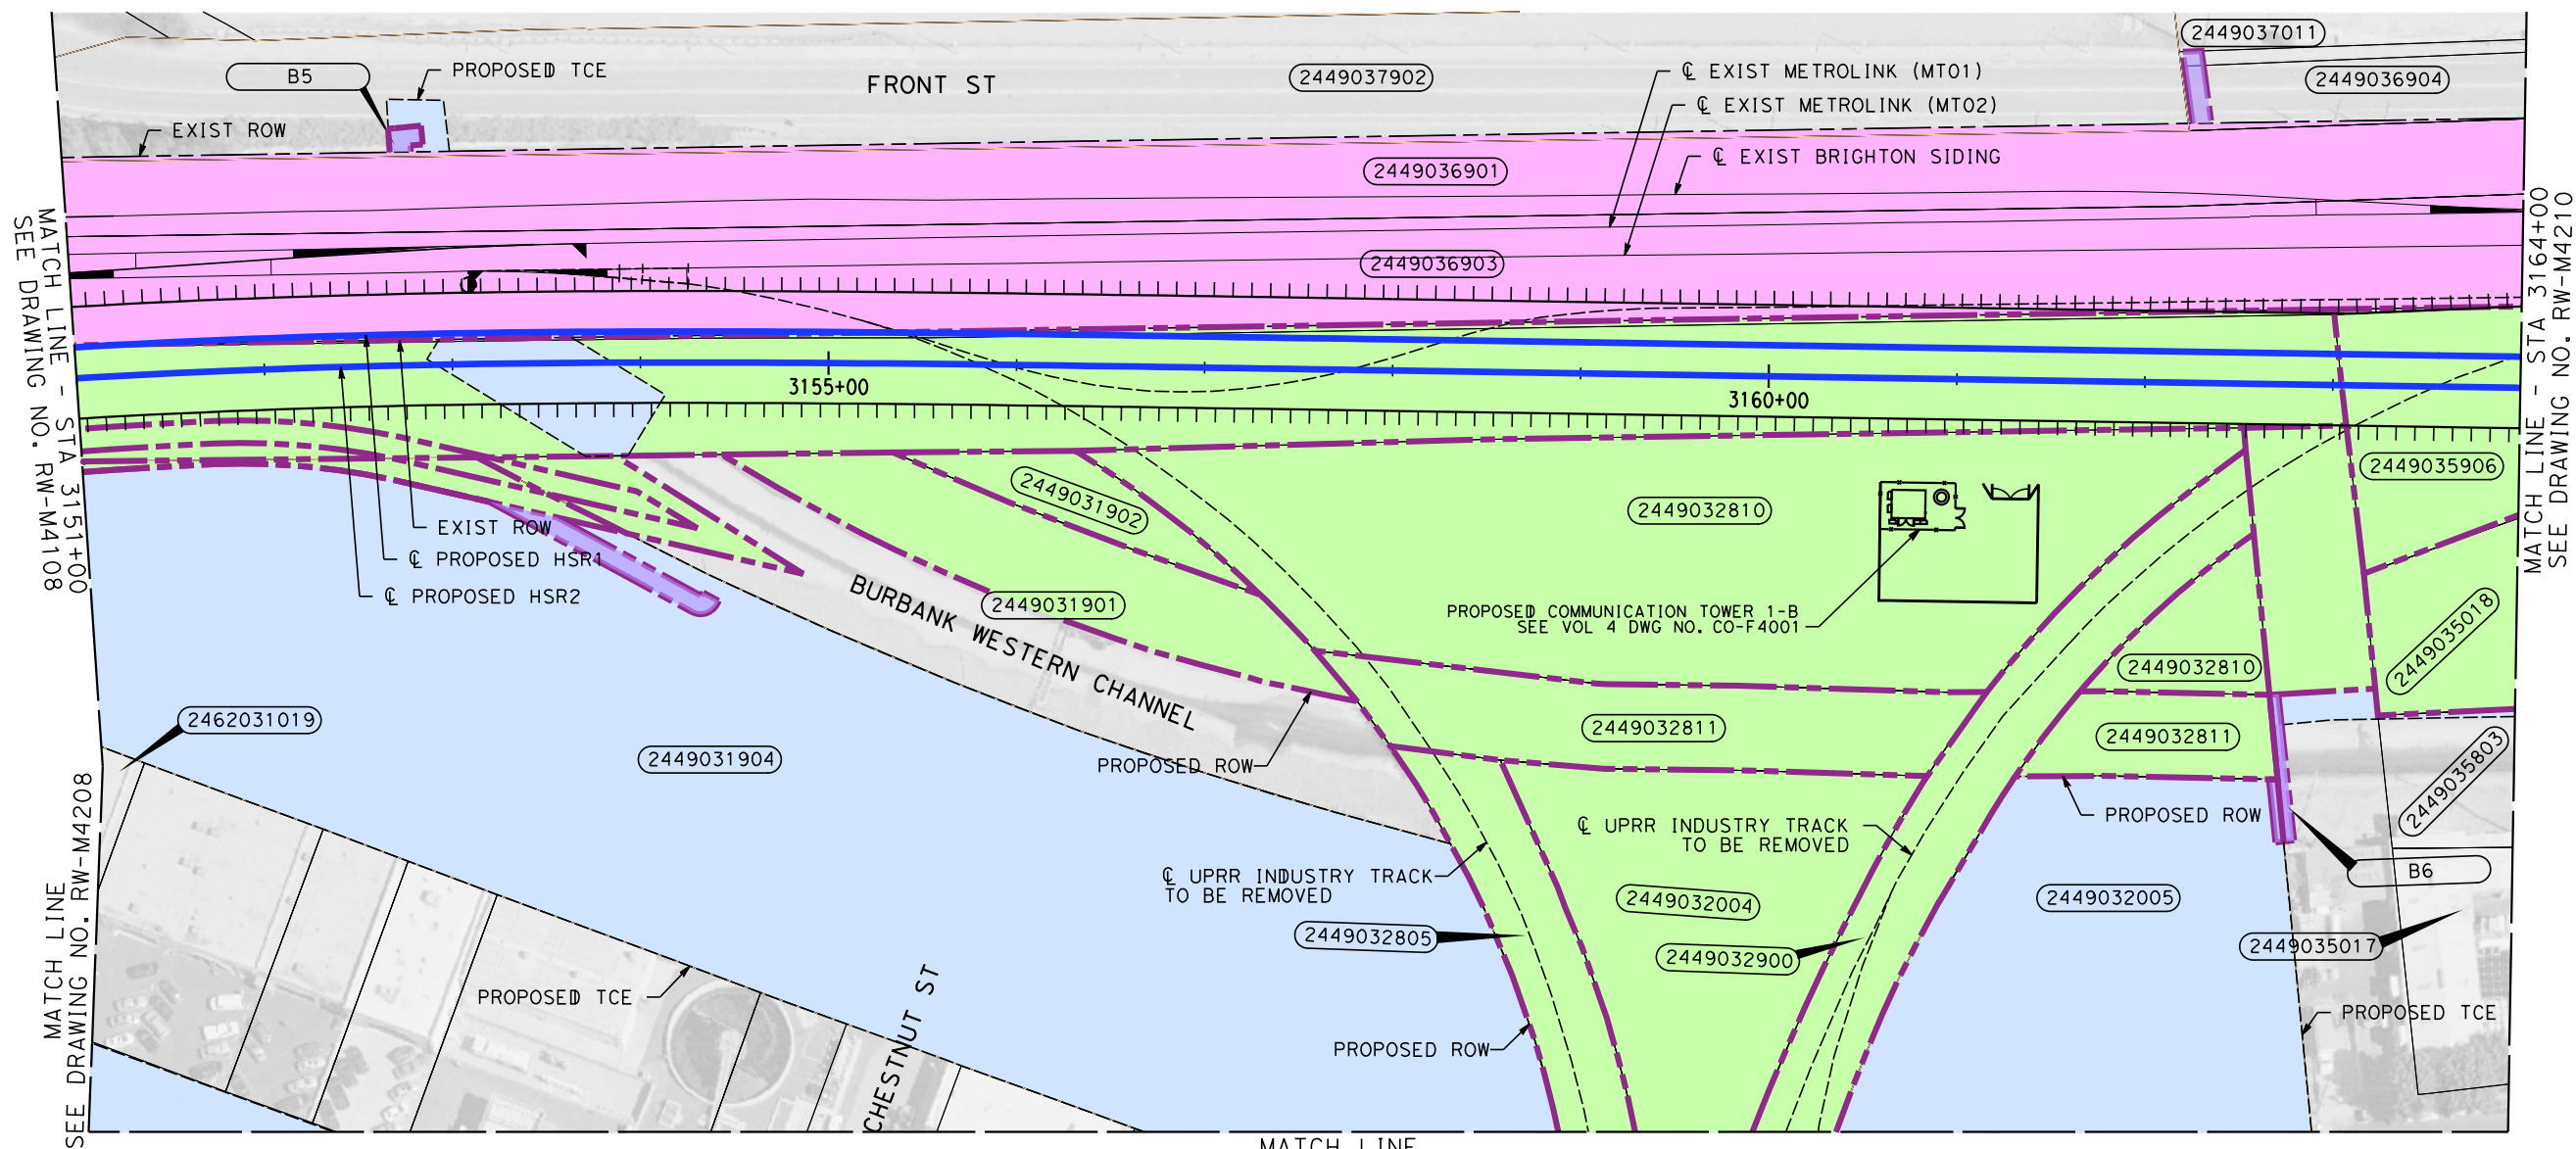 2449037011
B5
PROPOSED TCE
FRONT ST
2449037902
℄ EXIST METROLINK (MT01)
2449036904
℄ EXIST METROLINK (MT02)
EXIST ROW
℄ EXIST BRIGHTON SIDING
2449036901
2449036903
MATCH LINE - STA 3151+00
SEE DRAWING NO. RW-M4108
MATCH LINE - STA 3164+00
SEE DRAWING NO. RW-M4210
3155+00
3160+00
2449035906
2449031902
2449032810
EXIST ROW
℄ PROPOSED HSR1
℄ PROPOSED HSR2
2449031901
PROPOSED COMMUNICATION TOWER 1-B
SEE VOL 4 DWG NO. CO-F4001
BURBANK WESTERN CHANNEL
2449035018
2449032810
2462031019
2449032811
2449032811
2449031904
PROPOSED ROW
2449035803
PROPOSED ROW
℄ UPRR INDUSTRY TRACK
TO BE REMOVED
℄ UPRR INDUSTRY TRACK
TO BE REMOVED
B6
2449032004
2449032005
2449032805
2449032900
2449035017
MATCH LINE
SEE DRAWING NO. RW-M4208
PROPOSED TCE
CHESTNUT ST
PROPOSED ROW
PROPOSED TCE
MATCH LINE